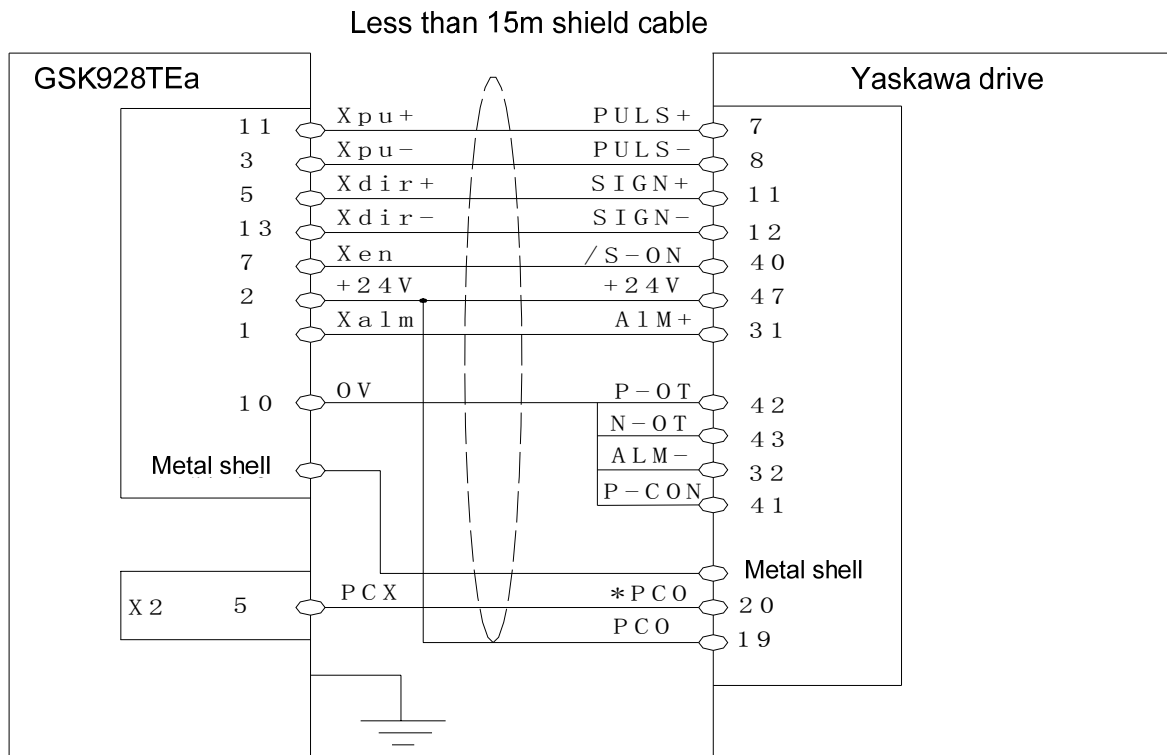 Less than 15m shield cable
GSK928TEa
Yaskawa drive
11 Xpu+ PULS+ 7
3 Xpu- PULS- 8
5 Xdir+ SIGN+ 11
13 Xdir- SIGN- 12
7 Xen /S-ON 40
2 +24V +24V 47
1 Xalm AlM+ 31
10 0V P-OT 42
N-OT 43
ALM- 32
P-CON 41
Metal shell
Metal shell
X2 5 PCX *PCO 20
PCO 19